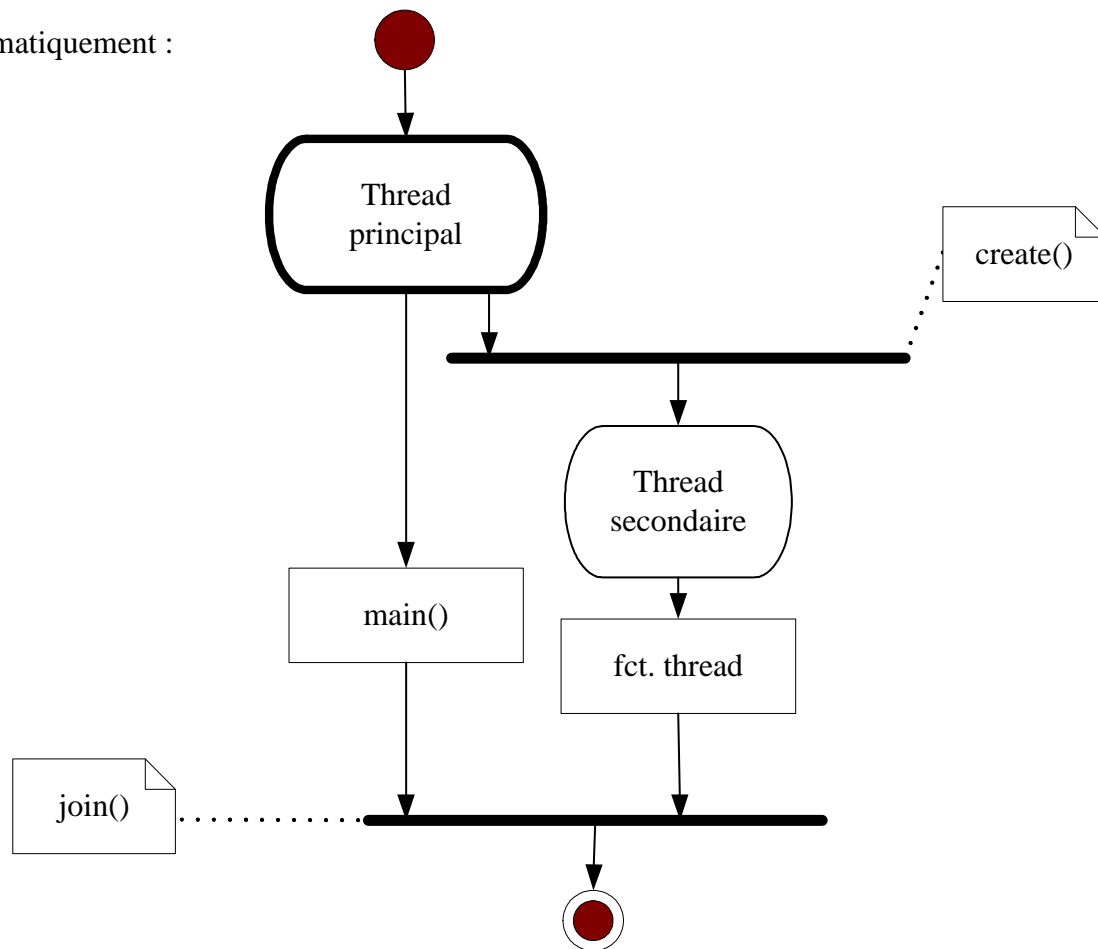 matiquement :
Thread
principal
create()
Thread
secondaire
main()
fct. thread
join()